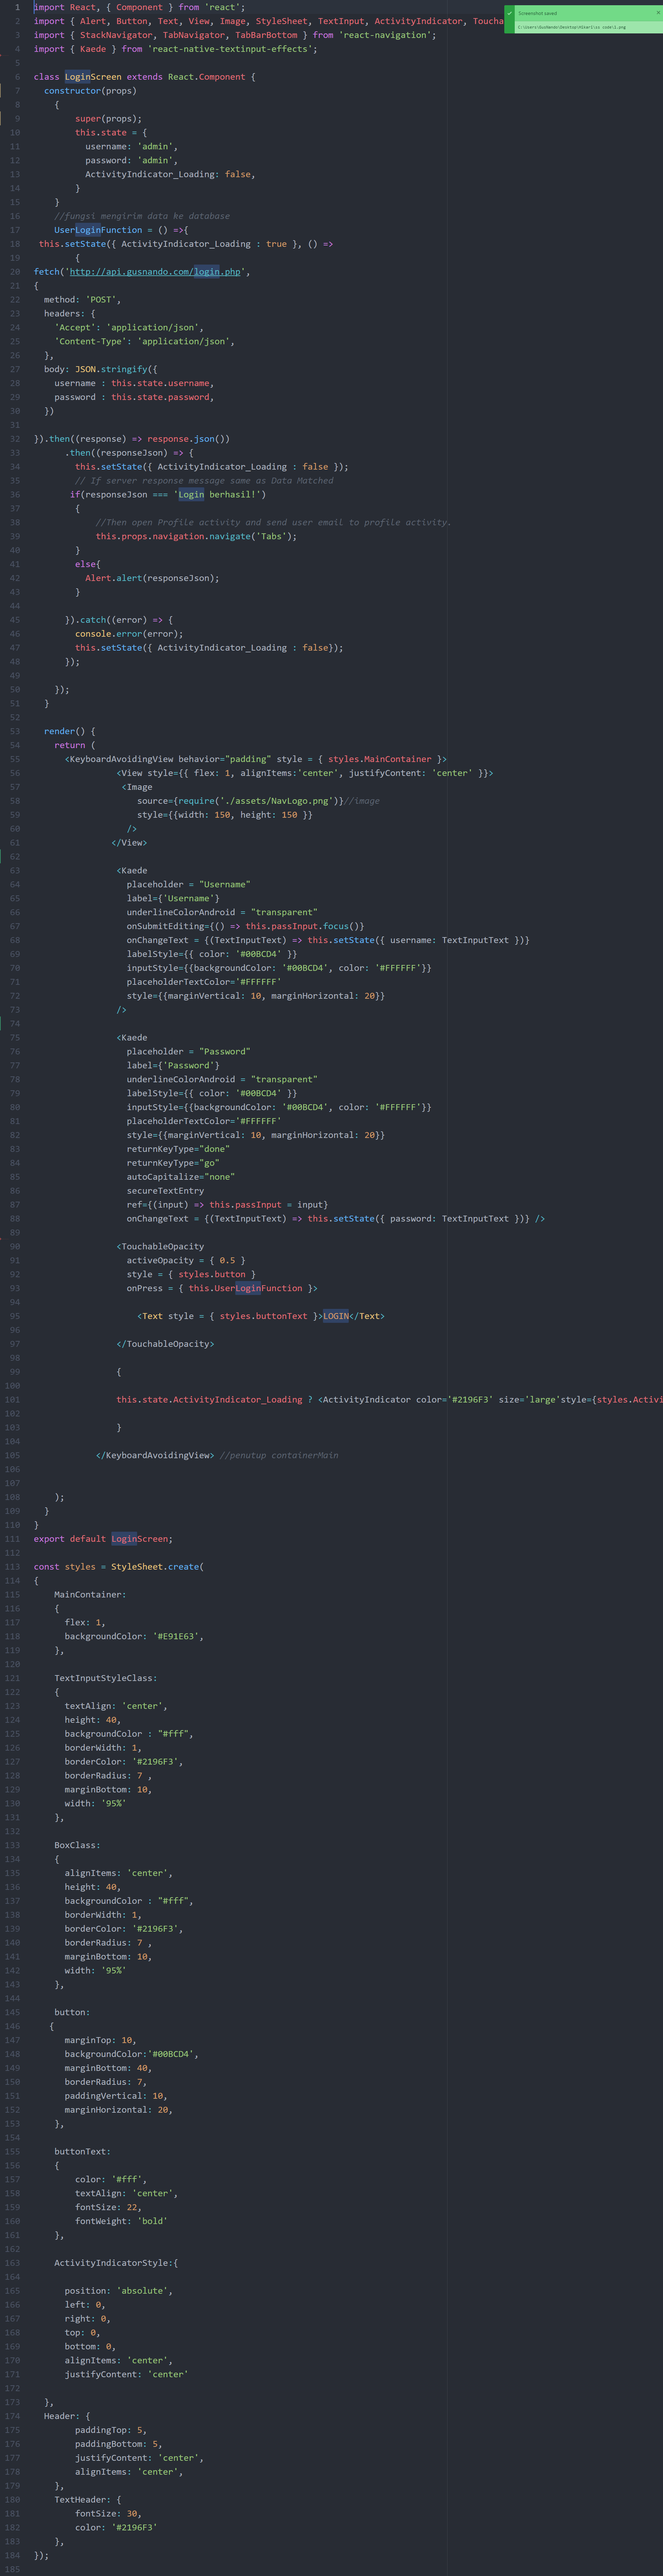 1 import React, { Component } from 'react';
2 import { Alert, Button, Text, View, Image, StyleSheet, TextInput, ActivityIndicator, Toucha
Screenshot saved
3 import { StackNavigator, TabNavigator, TabBarBottom } from 'react-navigation';
4 import { Kaede } from 'react-native-textinput-effects';
5
6 class LoginScreen extends React.Component {
7 constructor(props)
8 {
9 super(props);
10 this.state = {
11 username: 'admin',
12 password: 'admin',
13 ActivityIndicator_Loading: false,
14 }
15 }
16 //fungsi mengirim data ke database
17 UserLoginFunction = () =>{
18 this.setState({ ActivityIndicator_Loading : true }, () =>
19 {
20 fetch('http://api.gusnando.com/login.php',
21 {
22 method: 'POST',
23 headers: {
24 'Accept': 'application/json',
25 'Content-Type': 'application/json',
26 },
27 body: JSON.stringify({
28 username : this.state.username,
29 password : this.state.password,
30 })
31
32 }).then((response) => response.json())
33 .then((responseJson) => {
34 this.setState({ ActivityIndicator_Loading : false });
35 // If server response message same as Data Matched
36 if(responseJson === 'Login berhasil!')
37 {
38 //Then open Profile activity and send user email to profile activity.
39 this.props.navigation.navigate('Tabs');
40 }
41 else{
42 Alert.alert(responseJson);
43 }
44
45 }).catch((error) => {
46 console.error(error);
47 this.setState({ ActivityIndicator_Loading : false});
48 });
49
50 });
51 }
52
53 render() {
54 return (
55 <KeyboardAvoidingView behavior="padding" style = { styles.MainContainer }>
56 <View style={{ flex: 1, alignItems:'center', justifyContent: 'center' }}>
57 <Image
58 source={require('./assets/NavLogo.png')}//image
59 style={{width: 150, height: 150 }}
60 />
61 </View>
62
63 <Kaede
64 placeholder = "Username"
65 label={'Username'}
66 underlineColorAndroid = "transparent"
67 onSubmitEditing={() => this.passInput.focus()}
68 onChangeText = {(TextInputText) => this.setState({ username: TextInputText })}
69 labelStyle={{ color: '#00BCD4' }}
70 inputStyle={{backgroundColor: '#00BCD4', color: '#FFFFFF'}}
71 placeholderTextColor='#FFFFFF'
72 style={{marginVertical: 10, marginHorizontal: 20}}
73 />
74
75 <Kaede
76 placeholder = "Password"
77 label={'Password'}
78 underlineColorAndroid = "transparent"
79 labelStyle={{ color: '#00BCD4' }}
80 inputStyle={{backgroundColor: '#00BCD4', color: '#FFFFFF'}}
81 placeholderTextColor='#FFFFFF'
82 style={{marginVertical: 10, marginHorizontal: 20}}
83 returnKeyType="done"
84 returnKeyType="go"
85 autoCapitalize="none"
86 secureTextEntry
87 ref={(input) => this.passInput = input}
88 onChangeText = {(TextInputText) => this.setState({ password: TextInputText })} />
89
90 <TouchableOpacity
91 activeOpacity = { 0.5 }
92 style = { styles.button }
93 onPress = { this.UserLoginFunction }>
94
95 <Text style = { styles.buttonText }>LOGIN</Text>
96
97 </TouchableOpacity>
98
99 {
100
101 this.state.ActivityIndicator_Loading ? <ActivityIndicator color='#2196F3' size='large'style={styles.Activi
102
103 }
104
105 </KeyboardAvoidingView> //penutup containerMain
106
107
108 );
109 }
110 }
111 export default LoginScreen;
112
113 const styles = StyleSheet.create(
114 {
115 MainContainer:
116 {
117 flex: 1,
118 backgroundColor: '#E91E63',
119 },
120
121 TextInputStyleClass:
122 {
123 textAlign: 'center',
124 height: 40,
125 backgroundColor : "#fff",
126 borderWidth: 1,
127 borderColor: '#2196F3',
128 borderRadius: 7 ,
129 marginBottom: 10,
130 width: '95%'
131 },
132
133 BoxClass:
134 {
135 alignItems: 'center',
136 height: 40,
137 backgroundColor : "#fff",
138 borderWidth: 1,
139 borderColor: '#2196F3',
140 borderRadius: 7 ,
141 marginBottom: 10,
142 width: '95%'
143 },
144
145 button:
146 {
147 marginTop: 10,
148 backgroundColor:'#00BCD4',
149 marginBottom: 40,
150 borderRadius: 7,
151 paddingVertical: 10,
152 marginHorizontal: 20,
153 },
154
155 buttonText:
156 {
157 color: '#fff',
158 textAlign: 'center',
159 fontSize: 22,
160 fontWeight: 'bold'
161 },
162
163 ActivityIndicatorStyle:{
164
165 position: 'absolute',
166 left: 0,
167 right: 0,
168 top: 0,
169 bottom: 0,
170 alignItems: 'center',
171 justifyContent: 'center'
172
173 },
174 Header: {
175 paddingTop: 5,
176 paddingBottom: 5,
177 justifyContent: 'center',
178 alignItems: 'center',
179 },
180 TextHeader: {
181 fontSize: 30,
182 color: '#2196F3'
183 },
184 });
185